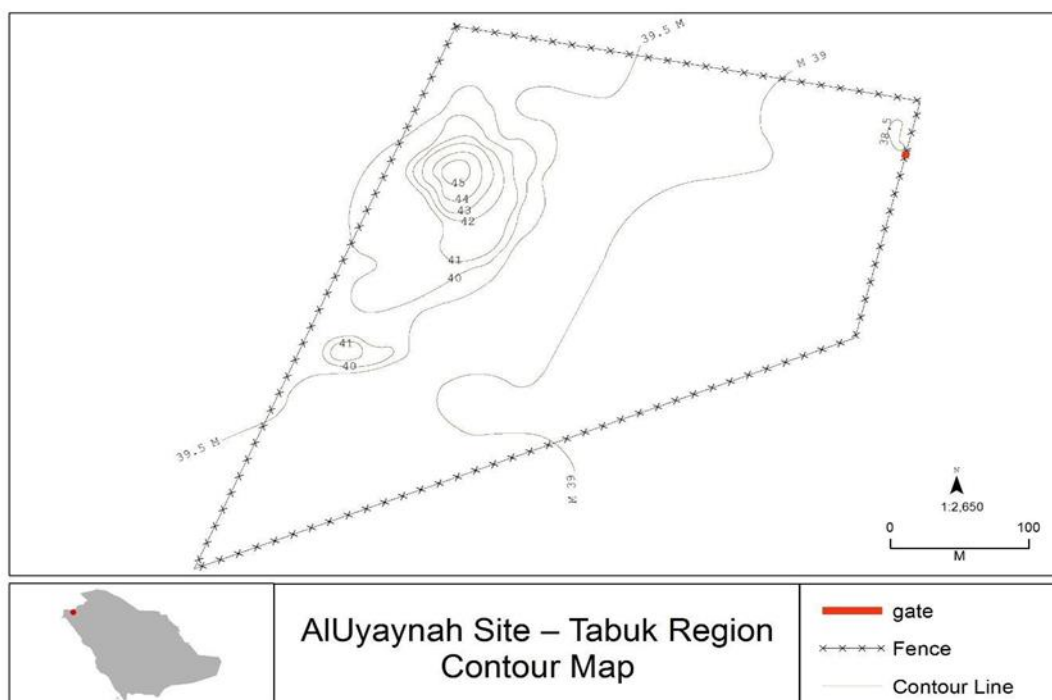 39.5 M
M 39
38.5
45
44
43
42
41
40
41
40
39.5 M
M 39
N
1:2,650
0 100
M
AlUyaynah Site – Tabuk Region
Contour Map
gate
Fence
Contour Line